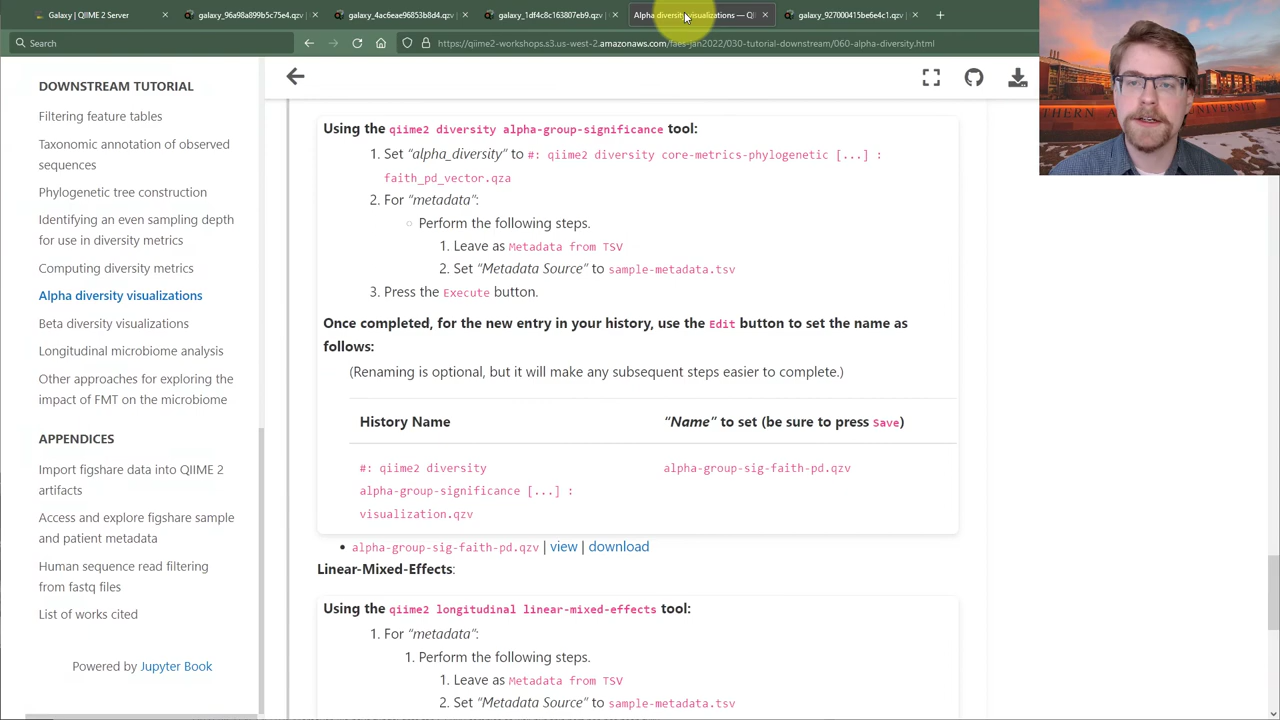 Galaxy | QIIME 2 Server
galaxy_96a98a899b5c75e4.qzv
galaxy_4ac6eae96853b8d4.qzv
galaxy_1df4c8c163807eb9.qzv
Alpha diversity visualizations — QI
galaxy_927000415be6e4c1.qzv
Search
https://qiime2-workshops.s3.us-west-2.amazonaws.com/faes-jan2022/030-tutorial-downstream/060-alpha-diversity.html
DOWNSTREAM TUTORIAL
Filtering feature tables
Taxonomic annotation of observed
sequences
Phylogenetic tree construction
Identifying an even sampling depth
for use in diversity metrics
Computing diversity metrics
Alpha diversity visualizations
Beta diversity visualizations
Longitudinal microbiome analysis
Other approaches for exploring the
impact of FMT on the microbiome
APPENDICES
Import figshare data into QIIME 2
artifacts
Access and explore figshare sample
and patient metadata
Human sequence read filtering
from fastq files
List of works cited
Powered by Jupyter Book
Using the qiime2 diversity alpha-group-significance tool:
1. Set “alpha_diversity” to #: qiime2 diversity core-metrics-phylogenetic [...] :
faith_pd_vector.qza
2. For “metadata”:
Perform the following steps.
1. Leave as Metadata from TSV
2. Set “Metadata Source” to sample-metadata.tsv
3. Press the Execute button.
Once completed, for the new entry in your history, use the Edit button to set the name as
follows:
(Renaming is optional, but it will make any subsequent steps easier to complete.)
History Name “Name” to set (be sure to press Save)
#: qiime2 diversity alpha-group-sig-faith-pd.qzv
alpha-group-significance [...] :
visualization.qzv
• alpha-group-sig-faith-pd.qzv | view | download
Linear-Mixed-Effects:
Using the qiime2 longitudinal linear-mixed-effects tool:
1. For “metadata”:
1. Perform the following steps.
1. Leave as Metadata from TSV
2. Set “Metadata Source” to sample-metadata.tsv